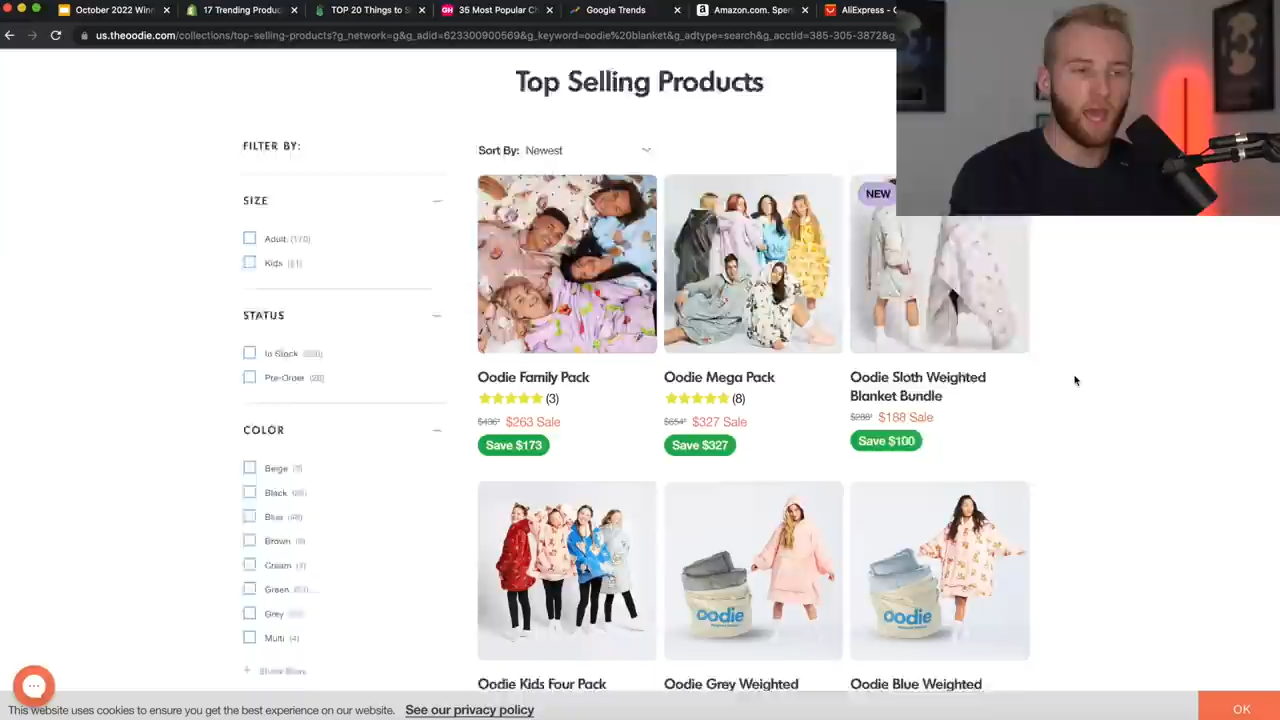 October 2022 Winn
17 Trending Produc
TOP 20 Things to S
35 Most Popular Ch
Google Trends
Amazon.com. Spen
AliExpress - O
us.theoodie.com/collections/top-selling-products?g_network=g&g_adid=623300900569&g_keyword=oodie%20blanket&g_adtype=search&g_acctid=385-305-3872&g_
Top Selling Products
FILTER BY:
Sort By: Newest
SIZE
Adult
Kids
STATUS
In Stock
Pre-Order
COLOR
Beige
Black
Blue
Brown
Cream
Green
Grey
Multi (4)
+ Show More
NEW
Oodie Family Pack
(3)
$436* $263 Sale
Save $173
Oodie Mega Pack
(8)
$654* $327 Sale
Save $327
Oodie Sloth Weighted
Blanket Bundle
$288* $188 Sale
Save $100
oodie
oodie
Oodie Kids Four Pack
Oodie Grey Weighted
Oodie Blue Weighted
This website uses cookies to ensure you get the best experience on our website. See our privacy policy
OK